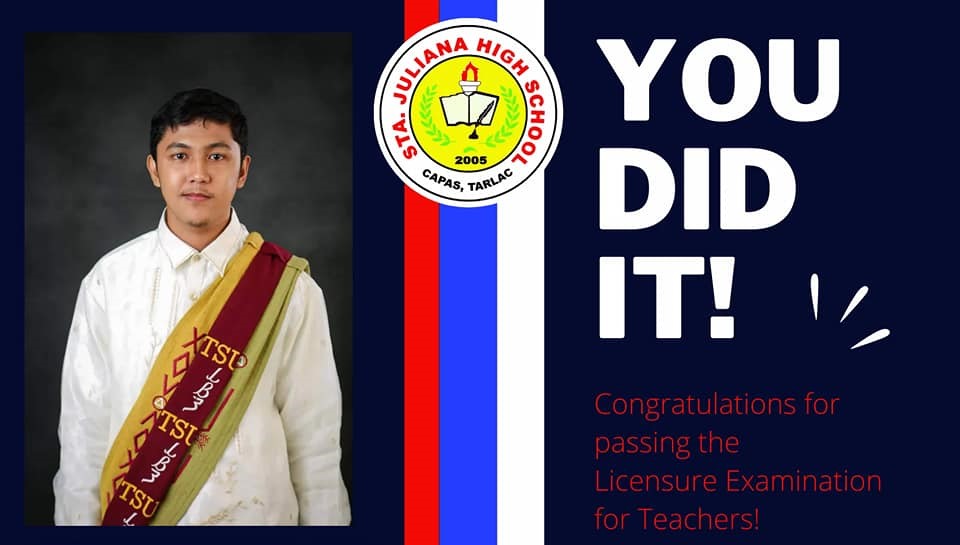 STA. JULIANA HIGH SCHOOL
2005
CAPAS, TARLAC
YOU
DID
IT!
Congratulations for
passing the
Licensure Examination
for Teachers!
TSU
TSU
TSU